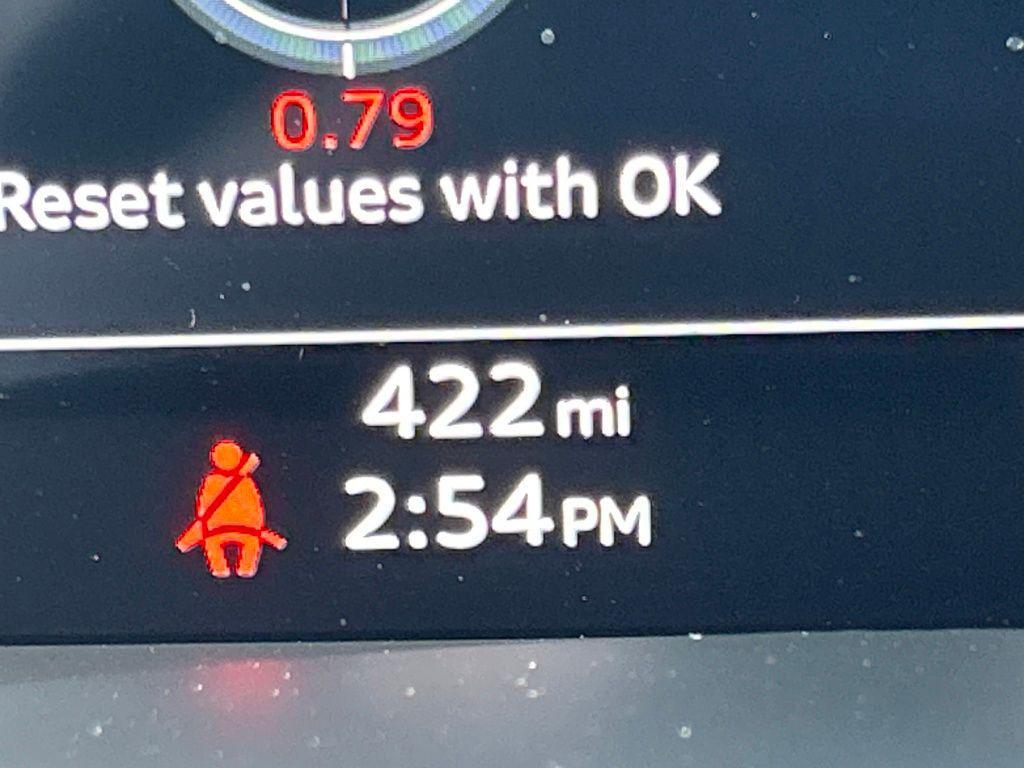 0.79
Reset values with OK
422 mi
2:54 PM